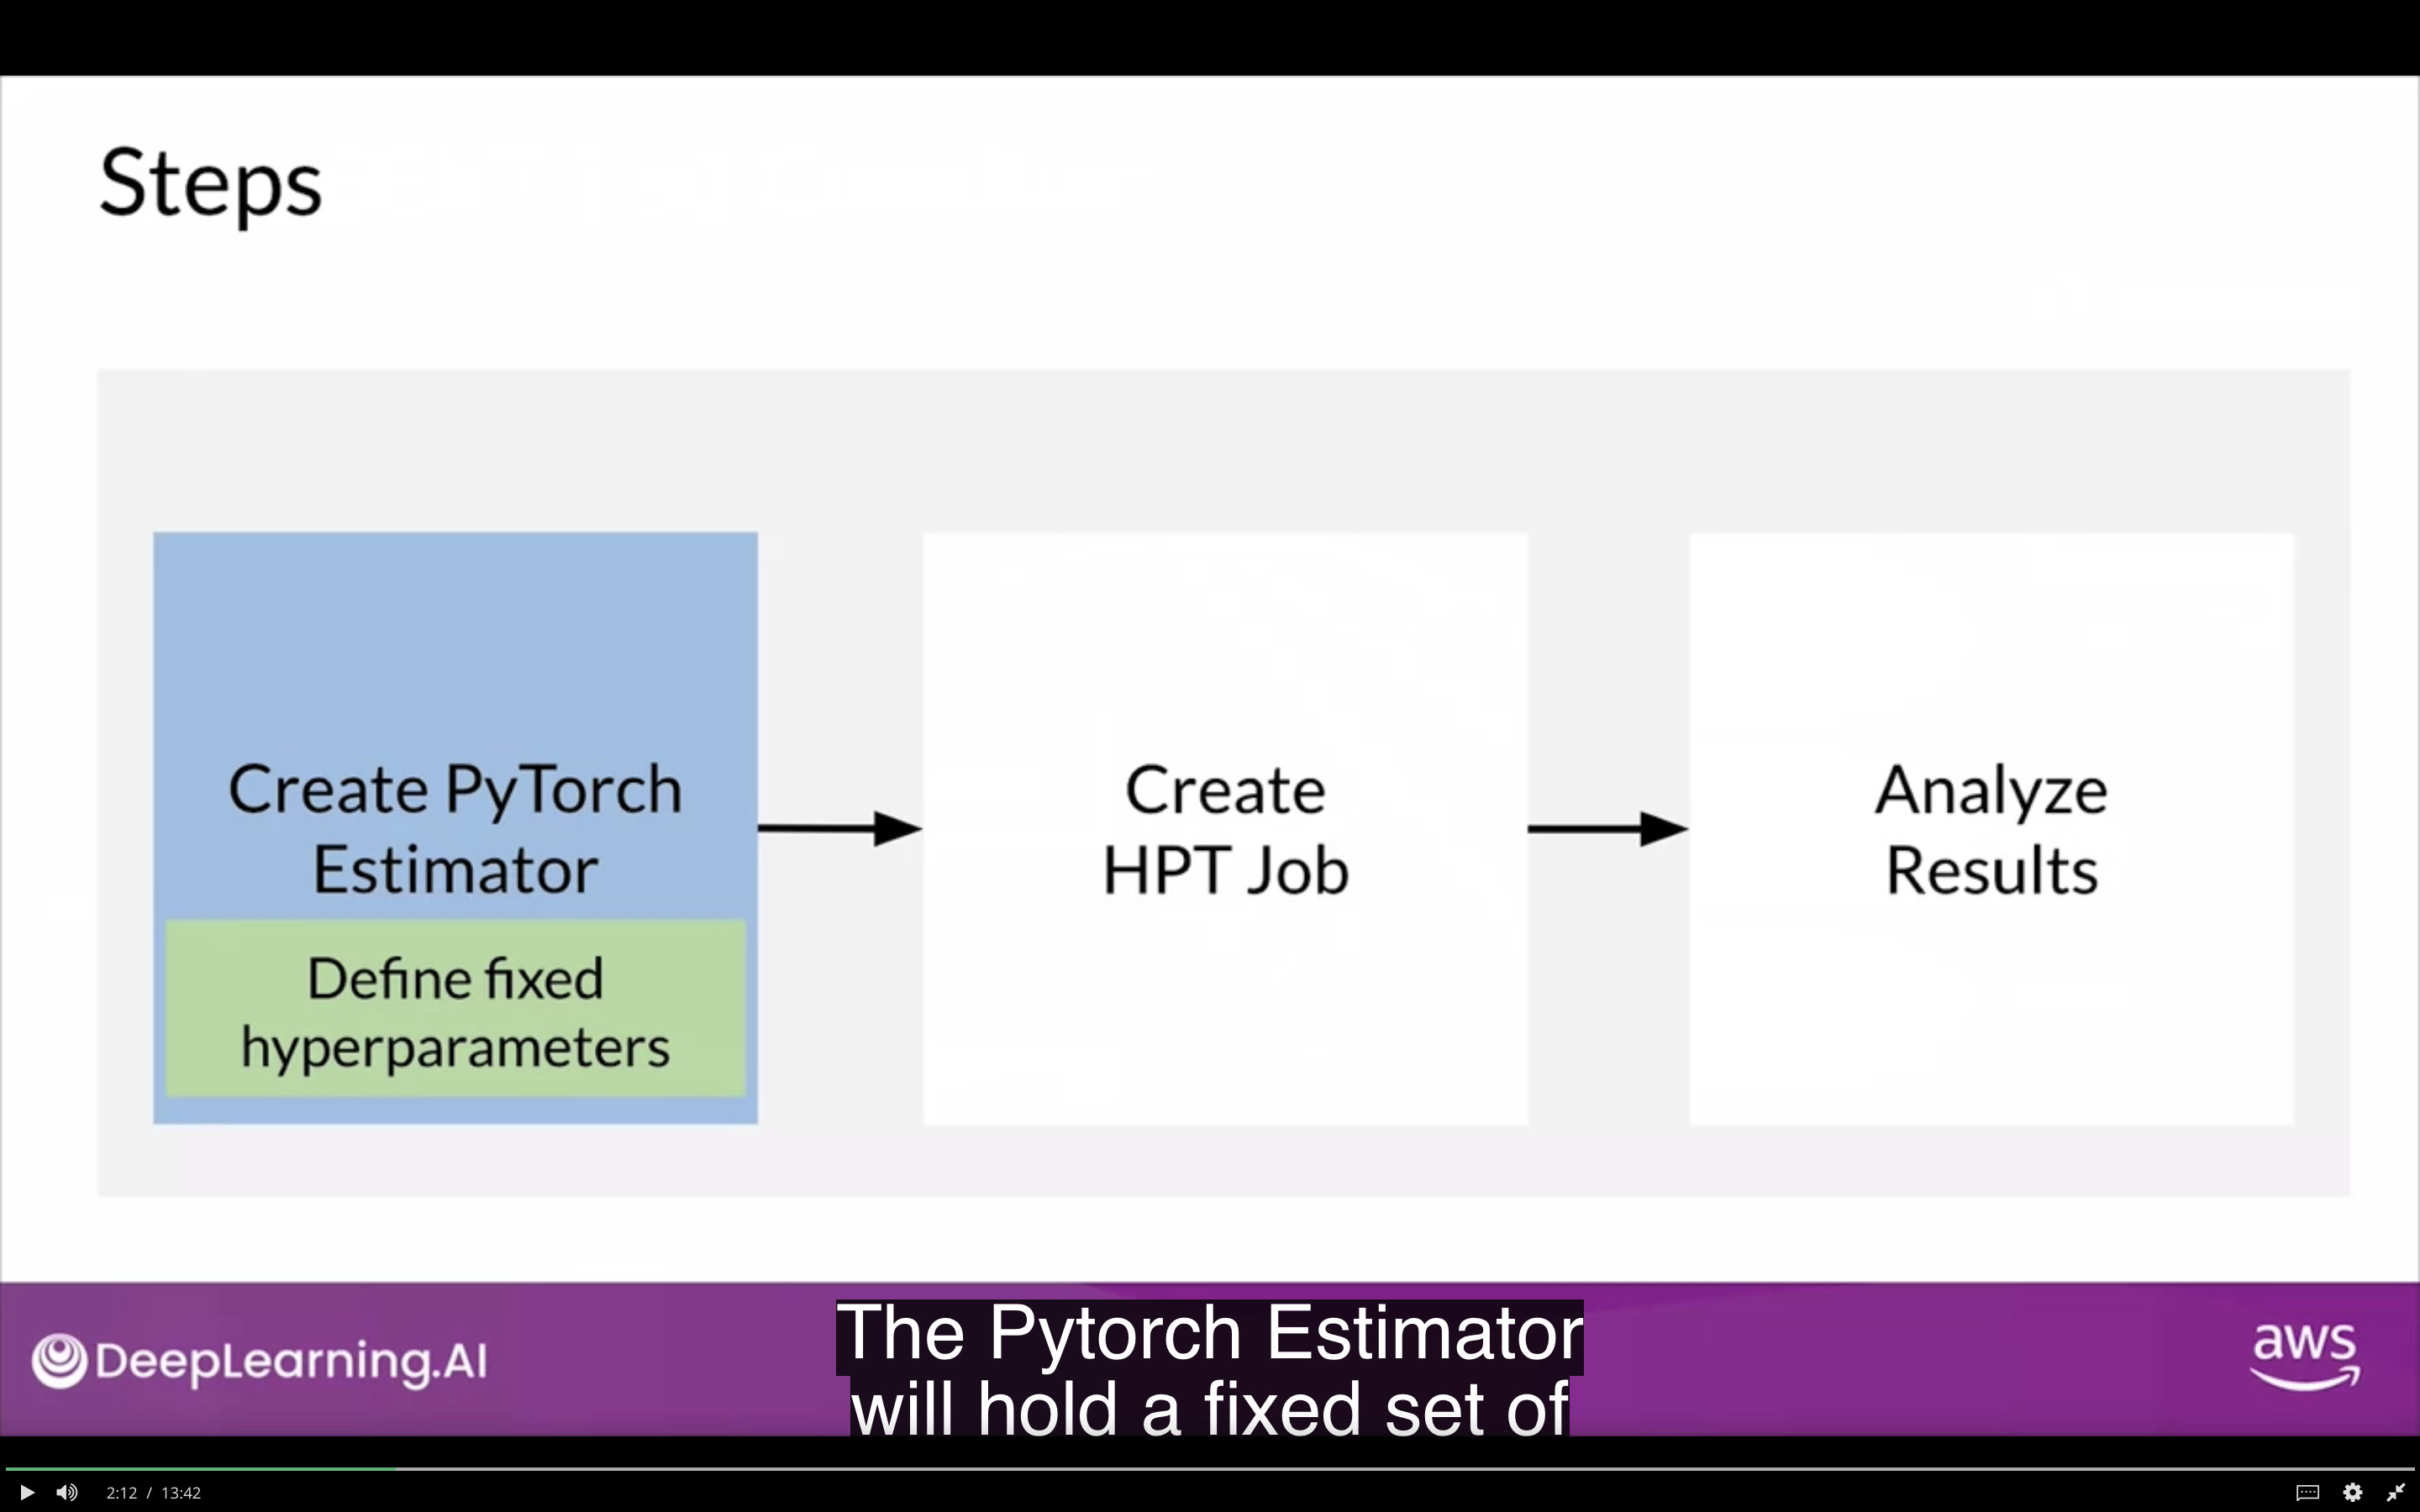 Steps
Create PyTorch
Estimator
Define fixed
hyperparameters
Create
HPT Job
Analyze
Results
DeepLearning.AI
The Pytorch Estimator
will hold a fixed set of
aws
2:12 / 13:42